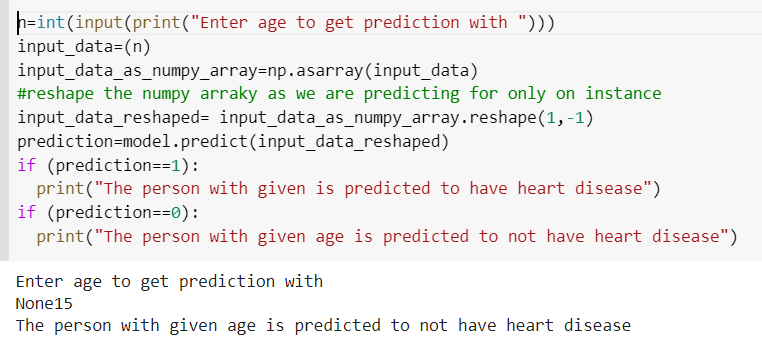 n=int(input(print("Enter age to get prediction with ")))
input_data=(n)
input_data_as_numpy_array=np.asarray(input_data)
#reshape the numpy arraky as we are predicting for only on instance
input_data_reshaped= input_data_as_numpy_array.reshape(1,-1)
prediction=model.predict(input_data_reshaped)
if (prediction==1):
  print("The person with given is predicted to have heart disease")
if (prediction==0):
  print("The person with given age is predicted to not have heart disease")
Enter age to get prediction with
None15
The person with given age is predicted to not have heart disease